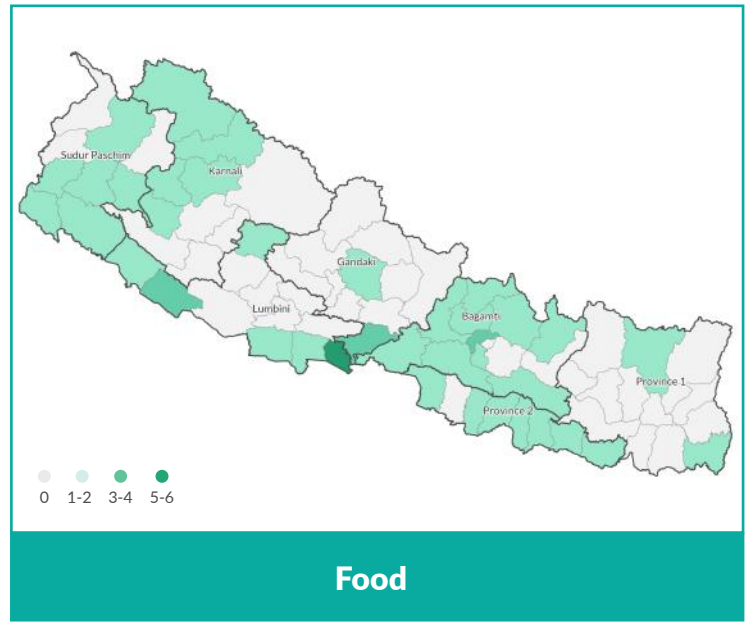 Sudur Paschim
Karnali
Gandaki
Lumbini
Bagamti
Province 1
Province 2
0 1-2 3-4 5-6
Food